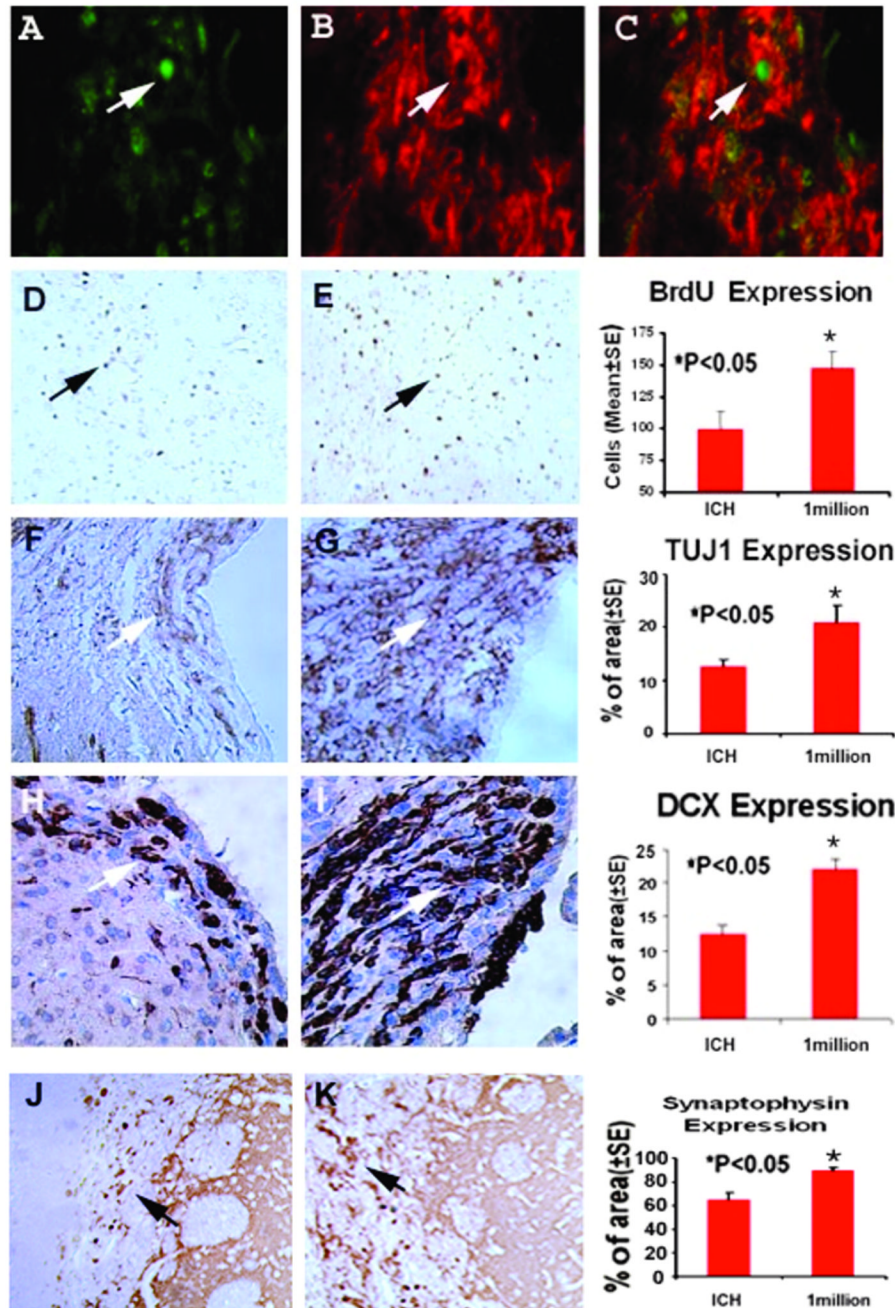 A
B
C
D
E
BrdU Expression
Cells (Mean±SE)
175
150
125
100
75
50
*P<0.05
*
ICH
1million
F
G
TUJ1 Expression
% of area(±SE)
30
20
10
0
*P<0.05
*
ICH
1million
H
I
DCX Expression
% of area(±SE)
25
20
15
10
5
0
*P<0.05
*
ICH
1million
J
K
Synaptophysin
Expression
% of area(±SE)
100
80
60
40
20
0
*P<0.05
*
ICH
1million